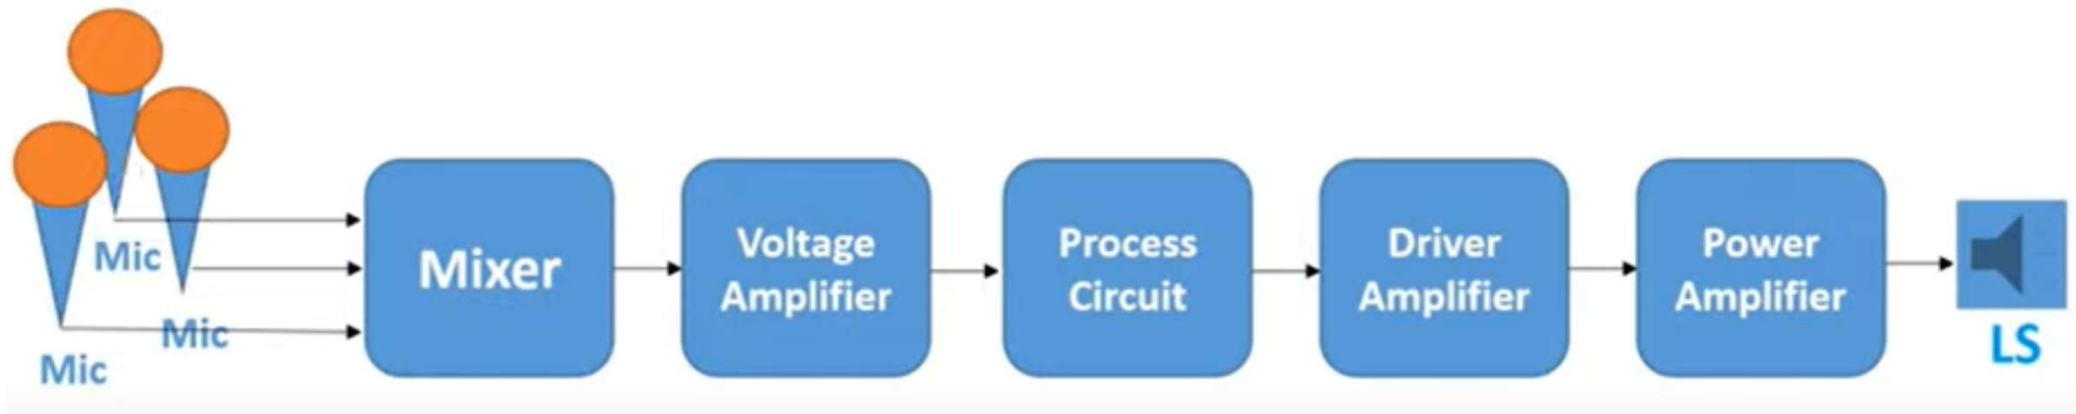 Mic
Mic
Mic
Mixer
Voltage
Amplifier
Process
Circuit
Driver
Amplifier
Power
Amplifier
LS